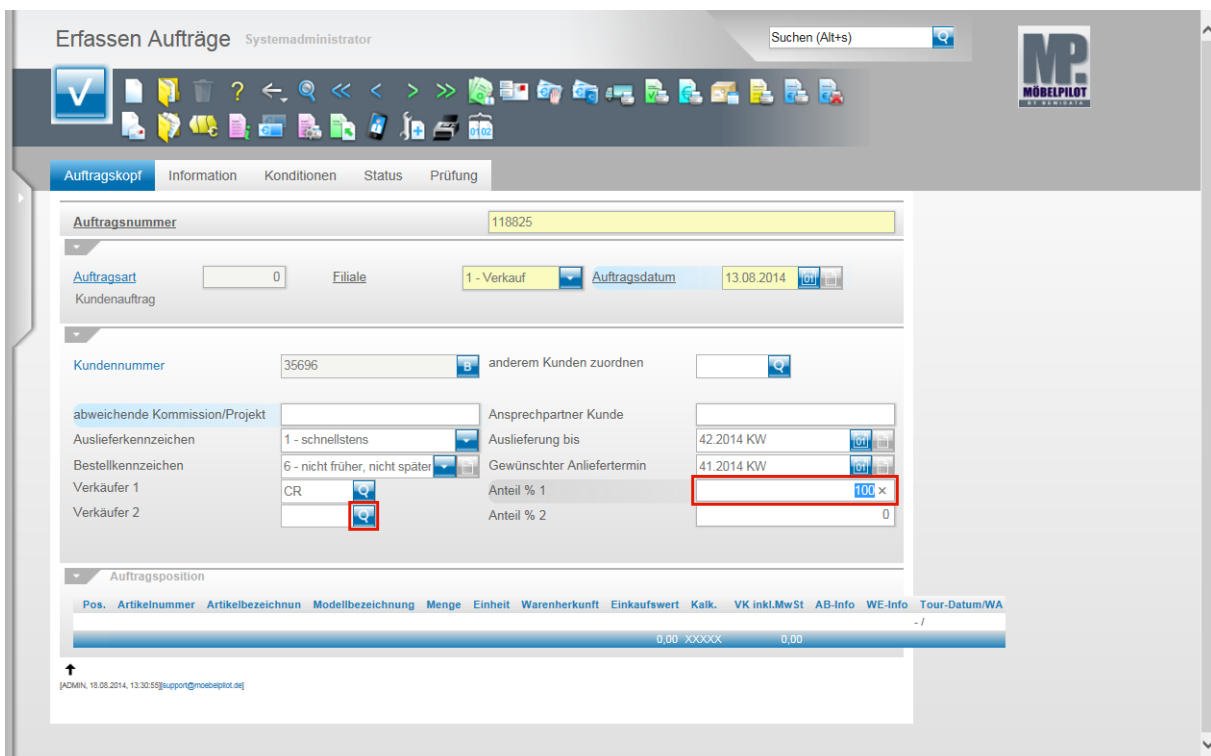 Erfassen Aufträge Systemadministrator
Suchen (Alt+s)
MP.
MÖBELPILOT
Auftragskopf Information Konditionen Status Prüfung
Auftragsnummer 118825
Auftragsart 0 Filiale 1 - Verkauf Auftragsdatum 13.08.2014
Kundenauftrag
Kundennummer 35696 B anderem Kunden zuordnen
abweichende Kommission/Projekt Ansprechpartner Kunde
Auslieferkennzeichen 1 - schnellstens Auslieferung bis 42.2014 KW
Bestellkennzeichen 6 - nicht früher, nicht später Gewünschter Anliefertermin 41.2014 KW
Verkäufer 1 CR Anteil % 1 100 ×
Verkäufer 2 Anteil % 2 0
Auftragsposition
Pos. Artikelnummer Artikelbezeichnun Modellbezeichnung Menge Einheit Warenherkunft Einkaufswert Kalk. VK inkl.MwSt AB-Info WE-Info Tour-Datum/WA
- /
0,00 XXXXX 0,00
[ADMIN, 18.08.2014, 13:30:55][support@moebelpilot.de]